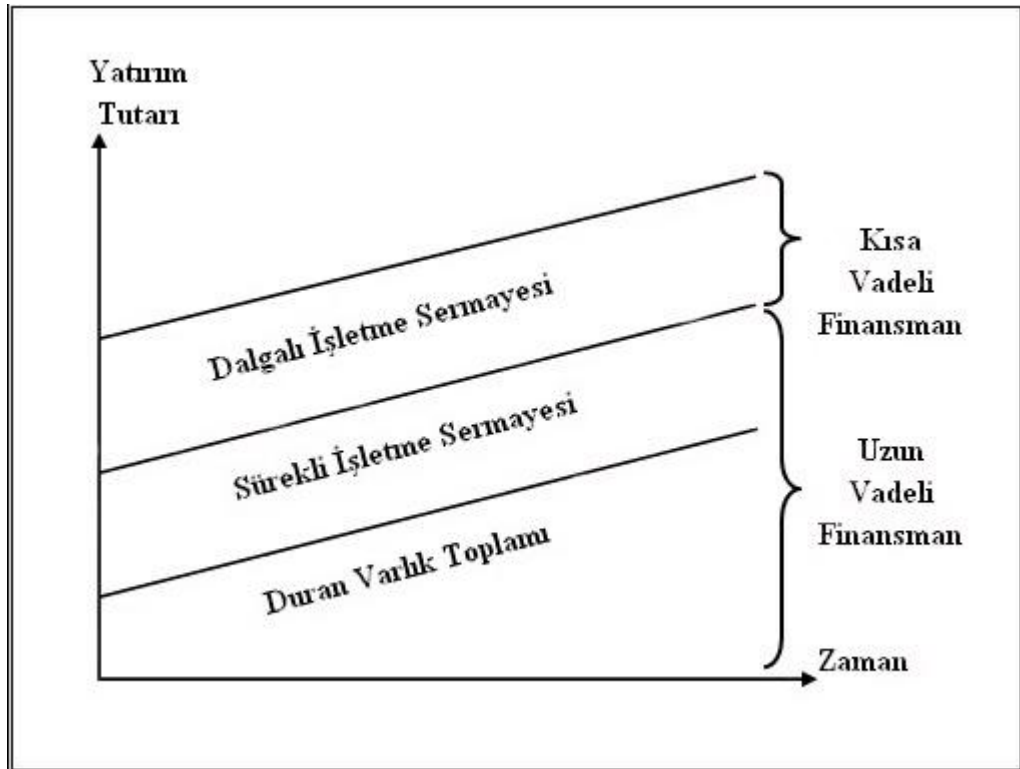 Yatırım
Tutarı
Dalgalı İşletme Sermayesi
Kısa
Vadeli
Finansman
Sürekli İşletme Sermayesi
Uzun
Vadeli
Finansman
Duran Varlık Toplamı
Zaman